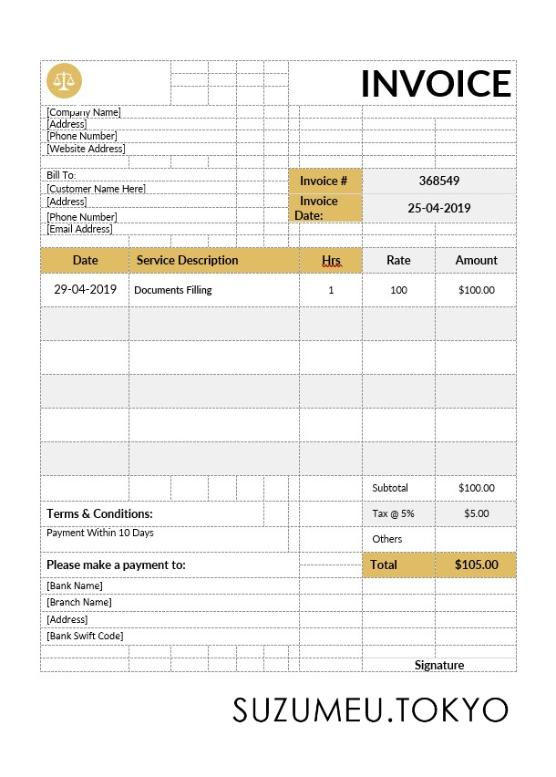 INVOICE
[Company Name]
[Address]
[Phone Number]
[Website Address]
Bill To:
[Customer Name Here]
[Address]
[Phone Number]
[Email Address]
Invoice # 368549
Invoice Date: 25-04-2019
Date Service Description Hrs Rate Amount
29-04-2019 Documents Filling 1 100 $100.00
Subtotal $100.00
Terms & Conditions: Tax @ 5% $5.00
Payment Within 10 Days Others
Please make a payment to: Total $105.00
[Bank Name]
[Branch Name]
[Address]
[Bank Swift Code]
Signature
SUZUMEU.TOKYO